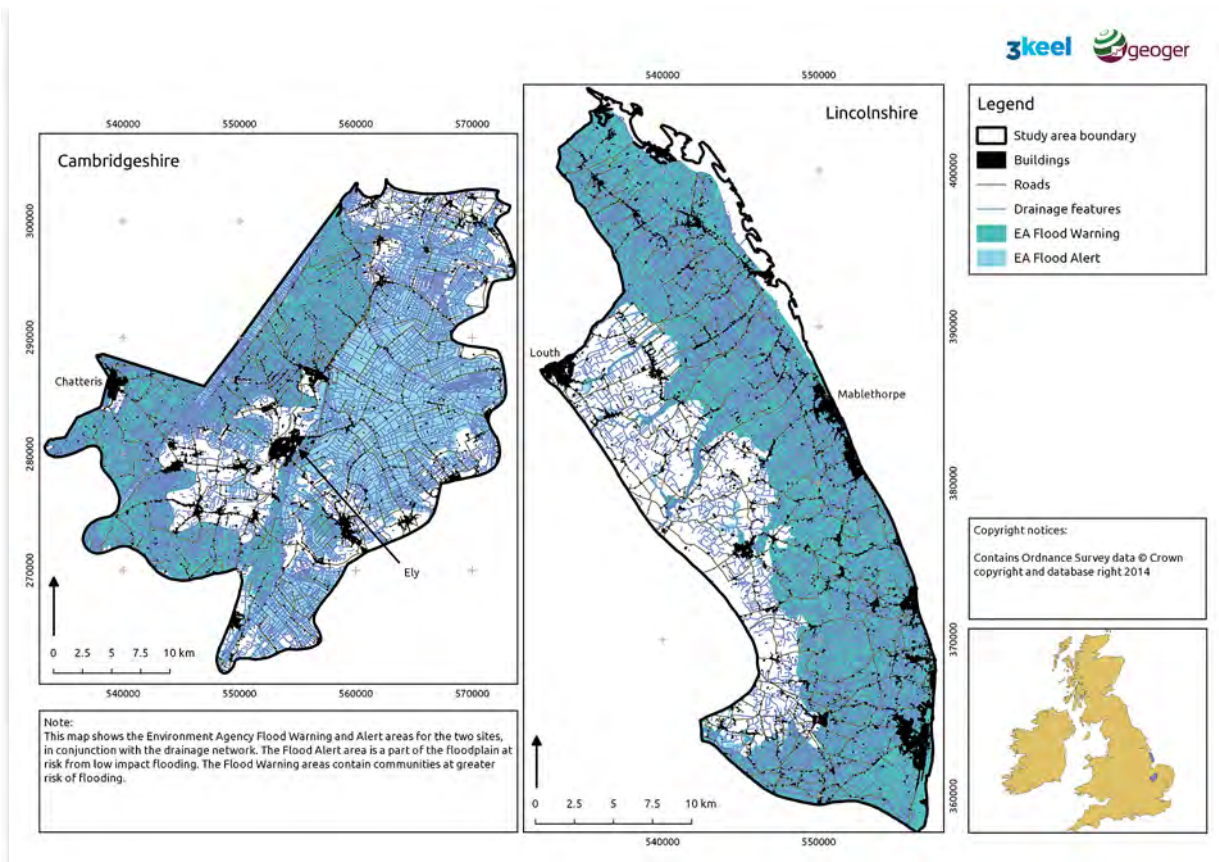 3keel
geoger
Cambridgeshire
540000
550000
560000
570000
300000
290000
280000
270000
Chatteris
Ely
0 2.5 5 7.5 10 km
540000
550000
560000
570000
Note:
This map shows the Environment Agency Flood Warning and Alert areas for the two sites,
in conjunction with the drainage network. The Flood Alert area is a part of the floodplain at
risk from low impact flooding. The Flood Warning areas contain communities at greater
risk of flooding.
540000
550000
Lincolnshire
400000
390000
380000
370000
360000
Louth
Mablethorpe
0 2.5 5 7.5 10 km
540000
550000
Legend
Study area boundary
Buildings
Roads
Drainage features
EA Flood Warning
EA Flood Alert
Copyright notices:
Contains Ordnance Survey data © Crown
copyright and database right 2014